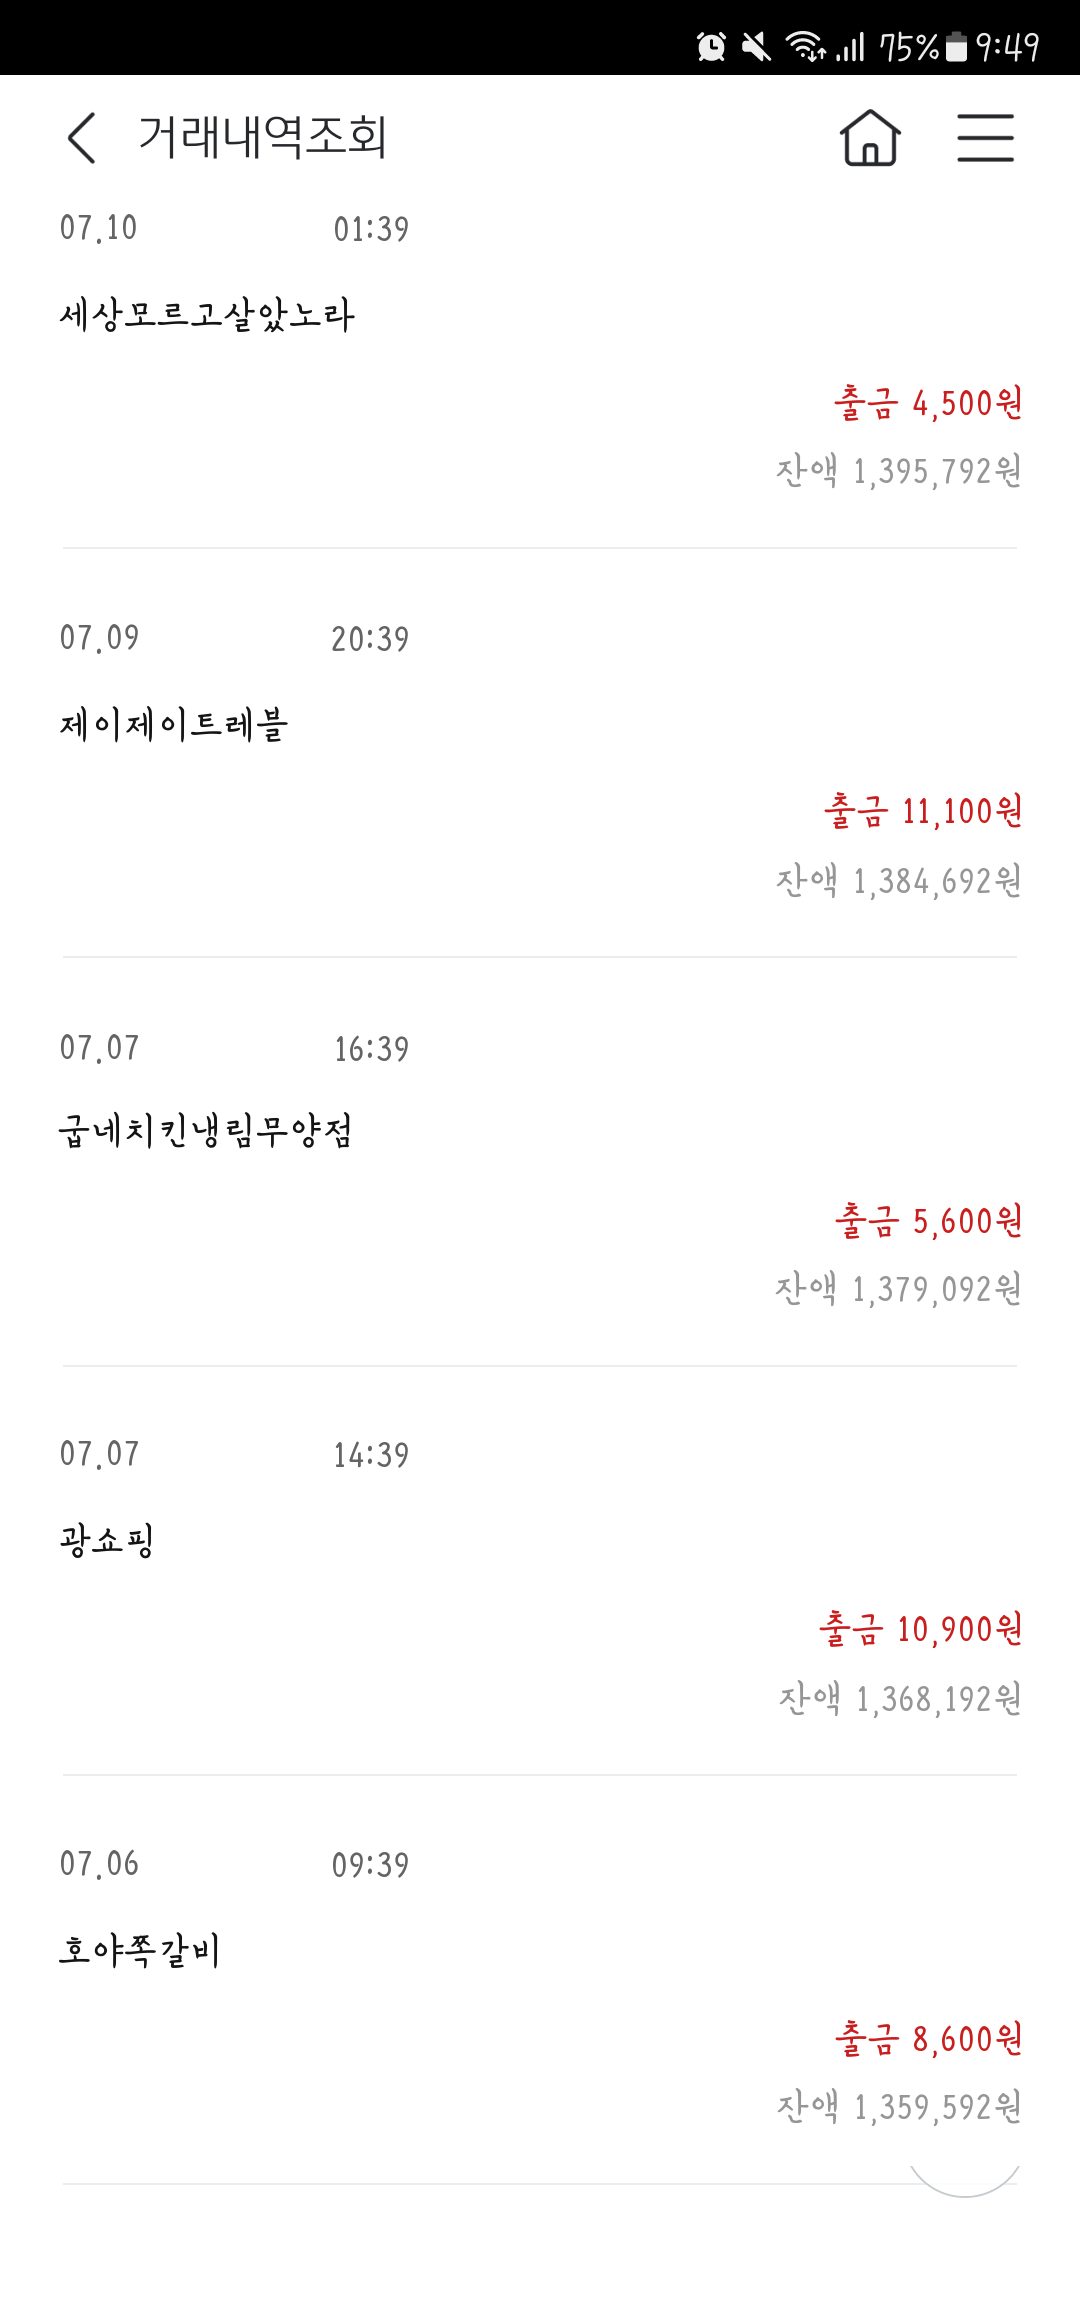 75% 9:49
거래내역조회
07.10 01:39
세상모르고살았노라
출금 4,500원
잔액 1,395,792원
07.09 20:39
제이제이트레블
출금 11,100원
잔액 1,384,692원
07.07 16:39
굽네치킨냉림무양점
출금 5,600원
잔액 1,379,092원
07.07 14:39
광쇼핑
출금 10,900원
잔액 1,368,192원
07.06 09:39
호야쪽갈비
출금 8,600원
잔액 1,359,592원